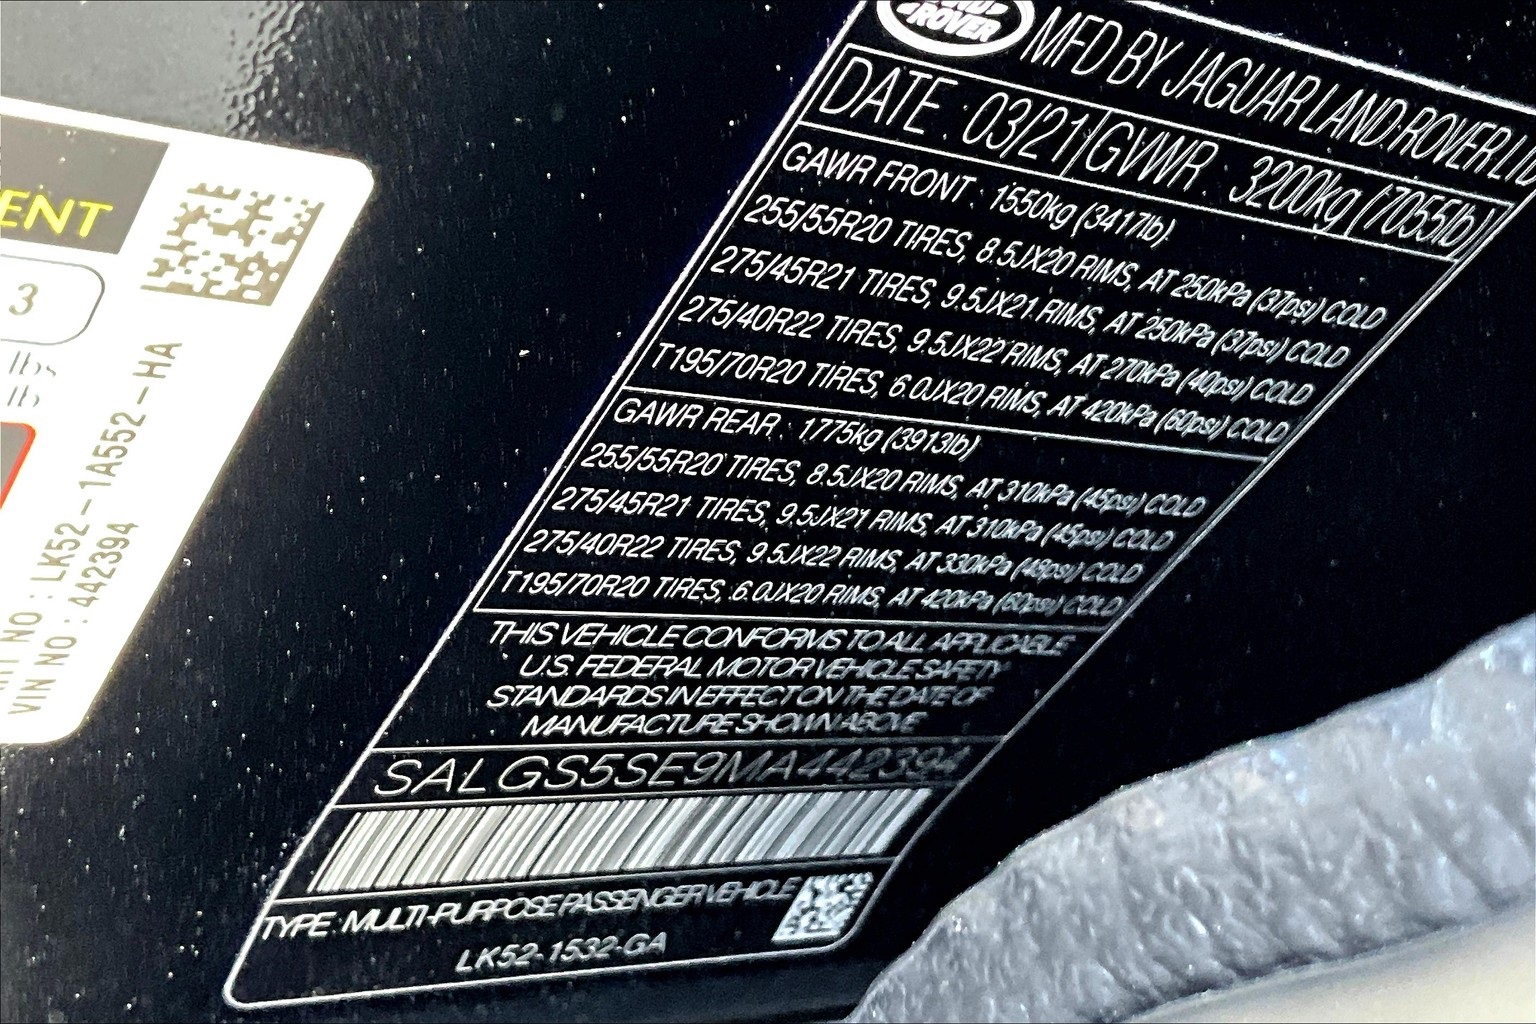 ENT
3
lbs
lb
NO : LK52 – 1A552 – HA
VIN NO : 442394
ROVER
MFD BY JAGUAR LAND ROVER LTD
DATE : 03/21 GVWR : 3200kg (7055lb)
GAWR FRONT : 1550kg (3417lb)
255/55R20 TIRES, 8.5JX20 RIMS, AT 250kPa (37psi) COLD
275/45R21 TIRES, 9.5JX21 RIMS, AT 250kPa (37psi) COLD
275/40R22 TIRES, 9.5JX22 RIMS, AT 270kPa (40psi) COLD
T195/70R20 TIRES, 6.0JX20 RIMS, AT 420kPa (60psi) COLD
GAWR REAR : 1775kg (3913lb)
255/55R20 TIRES, 8.5JX20 RIMS, AT 310kPa (45psi) COLD
275/45R21 TIRES, 9.5JX21 RIMS, AT 310kPa (45psi) COLD
275/40R22 TIRES, 9.5JX22 RIMS, AT 330kPa (48psi) COLD
T195/70R20 TIRES, 6.0JX20 RIMS, AT 420kPa (60psi) COLD
THIS VEHICLE CONFORMS TO ALL APPLICABLE
U.S. FEDERAL MOTOR VEHICLE SAFETY
STANDARDS IN EFFECT ON THE DATE OF
MANUFACTURE SHOWN ABOVE
SALGS5SE9MA442394
TYPE : MULTI-PURPOSE PASSENGER VEHICLE
LK52-1532-GA